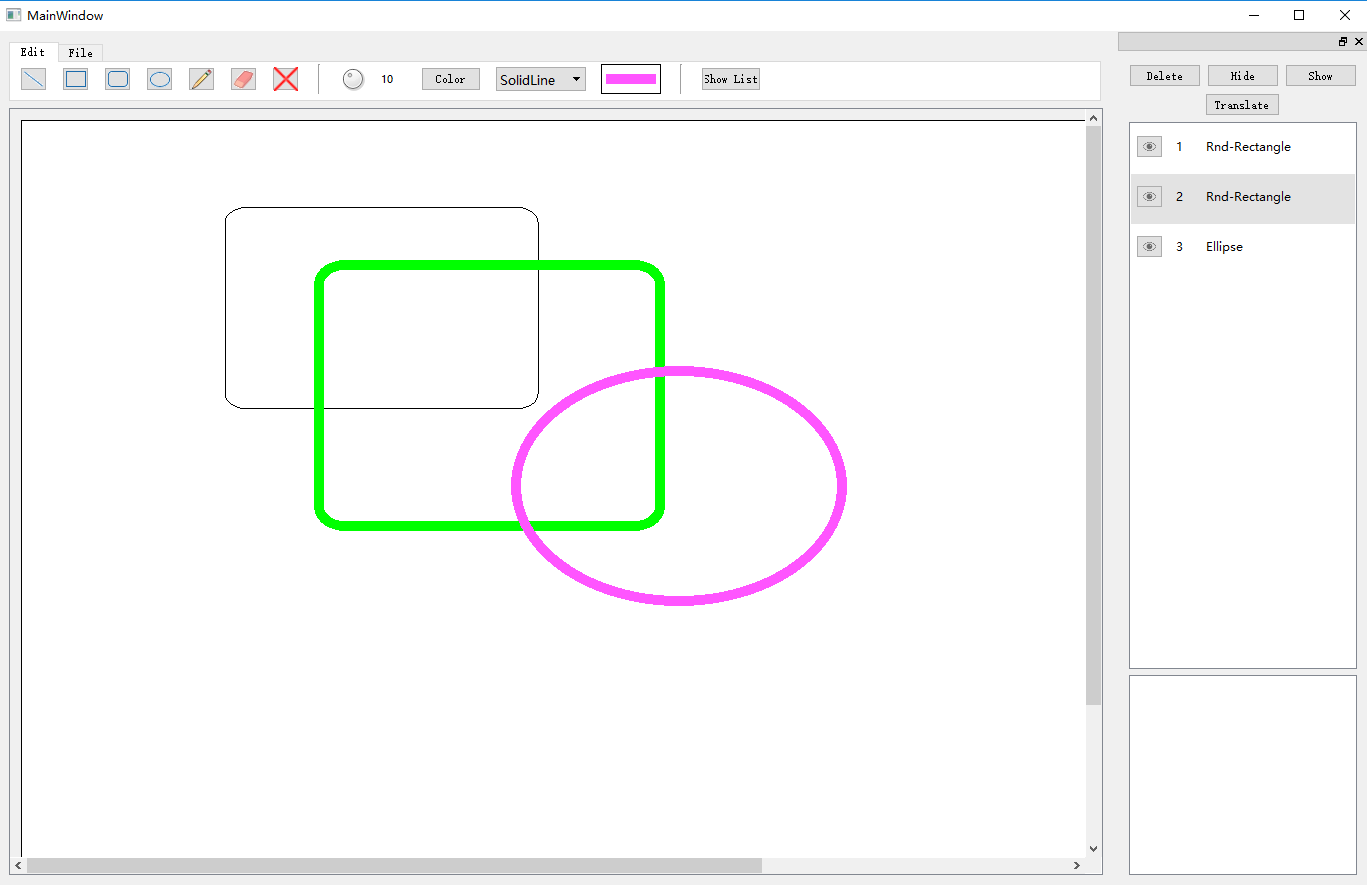 MainWindow
Edit File
10 Color SolidLine Show List
Delete Hide Show
Translate
1 Rnd-Rectangle
2 Rnd-Rectangle
3 Ellipse